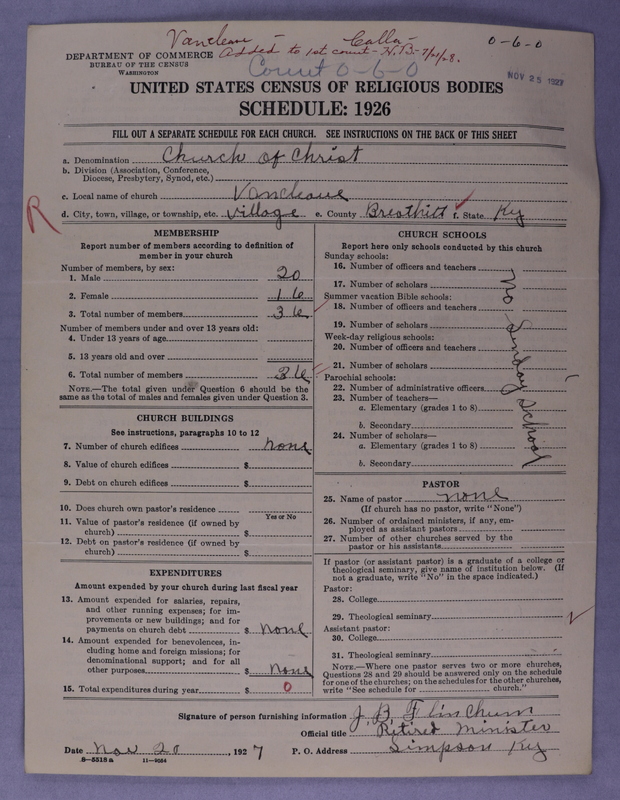 Vancleave - Calla - 0-6-0
Added to 1st count - N.B. - 7/21/28.
DEPARTMENT OF COMMERCE
BUREAU OF THE CENSUS
WASHINGTON
Count 0-6-0
NOV 25 1927
UNITED STATES CENSUS OF RELIGIOUS BODIES
SCHEDULE: 1926
FILL OUT A SEPARATE SCHEDULE FOR EACH CHURCH. SEE INSTRUCTIONS ON THE BACK OF THIS SHEET
a. Denomination Church of Christ
b. Division (Association, Conference,
Diocese, Presbytery, Synod, etc.)
c. Local name of church Vancleave
R d. City, town, village, or township, etc. Village e. County Breathitt f. State Ky
MEMBERSHIP
Report number of members according to definition of
member in your church
Number of members, by sex:
1. Male 20
2. Female 16
3. Total number of members 36
Number of members under and over 13 years old:
4. Under 13 years of age
5. 13 years old and over
6. Total number of members 36
NOTE.—The total given under Question 6 should be the
same as the total of males and females given under Question 3.
CHURCH BUILDINGS
See instructions, paragraphs 10 to 12
7. Number of church edifices none
8. Value of church edifices $
9. Debt on church edifices $
10. Does church own pastor's residence
Yes or No
11. Value of pastor's residence (if owned by
church) $
12. Debt on pastor's residence (if owned by
church) $
EXPENDITURES
Amount expended by your church during last fiscal year
13. Amount expended for salaries, repairs,
and other running expenses; for im-
provements or new buildings; and for
payments on church debt $ none
14. Amount expended for benevolences, in-
cluding home and foreign missions; for
denominational support; and for all
other purposes $ none
15. Total expenditures during year $ 0
CHURCH SCHOOLS
Report here only schools conducted by this church
Sunday schools:
16. Number of officers and teachers
17. Number of scholars
Summer vacation Bible schools:
18. Number of officers and teachers
19. Number of scholars
Week-day religious schools:
20. Number of officers and teachers
21. Number of scholars
Parochial schools:
22. Number of administrative officers
23. Number of teachers—
a. Elementary (grades 1 to 8)
b. Secondary
24. Number of scholars—
a. Elementary (grades 1 to 8)
b. Secondary
No Sunday School
PASTOR
25. Name of pastor none
(If church has no pastor, write "None")
26. Number of ordained ministers, if any, em-
ployed as assistant pastors
27. Number of other churches served by the
pastor or his assistants
If pastor (or assistant pastor) is a graduate of a college or
theological seminary, give name of institution below. (If
not a graduate, write "No" in the space indicated.)
Pastor:
28. College
29. Theological seminary
Assistant pastor:
30. College
31. Theological seminary
NOTE.—Where one pastor serves two or more churches,
Questions 28 and 29 should be answered only on the schedule
for one of the churches; on the schedules for the other churches,
write "See schedule for church."
Signature of person furnishing information J. B. Flinchum
Official title Retired Minister
Date Nov 20, 1927 P. O. Address Simpson Ky
8—5518 a 11—9054